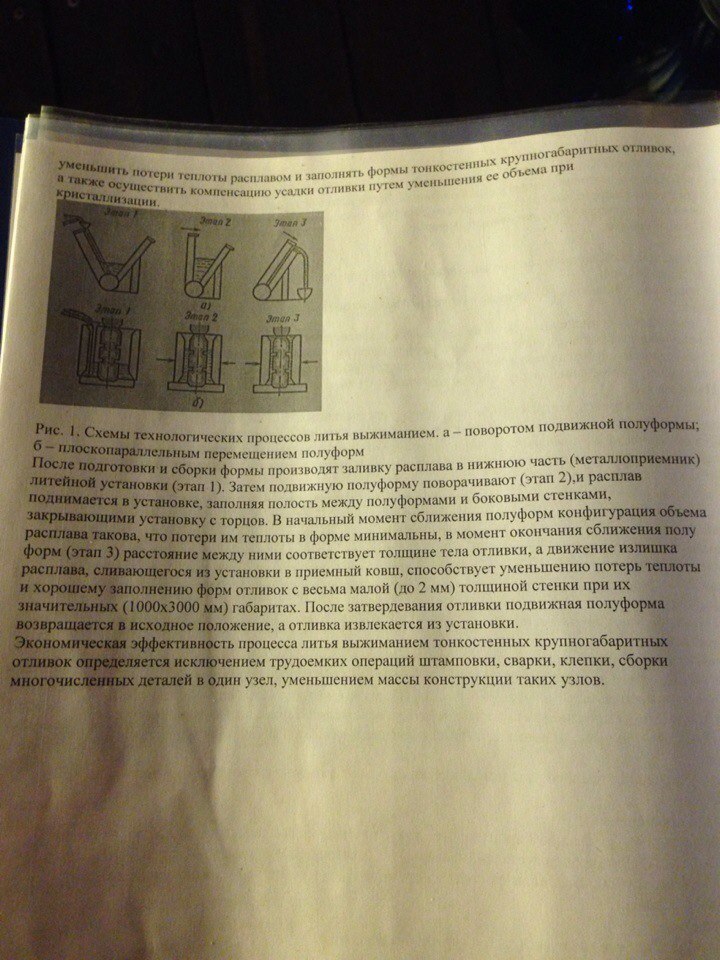 уменьшить потери теплоты расплавом и заполнять формы тонкостенных крупногабаритных отливок,
а также осуществить компенсацию усадки отливки путем уменьшения ее объема при
кристаллизации.
Этап 1 Этап 2 Этап 3
а)
Этап 1 Этап 2 Этап 3
б)
Рис. 1. Схемы технологических процессов литья выжиманием. а – поворотом подвижной полуформы;
б – плоскопараллельным перемещением полуформ
После подготовки и сборки формы производят заливку расплава в нижнюю часть (металлоприемник)
литейной установки (этап 1). Затем подвижную полуформу поворачивают (этап 2),и расплав
поднимается в установке, заполняя полость между полуформами и боковыми стенками,
закрывающими установку с торцов. В начальный момент сближения полуформ конфигурация объема
расплава такова, что потери им теплоты в форме минимальны, в момент окончания сближения полу
форм (этап 3) расстояние между ними соответствует толщине тела отливки, а движение излишка
расплава, сливающегося из установки в приемный ковш, способствует уменьшению потерь теплоты
и хорошему заполнению форм отливок с весьма малой (до 2 мм) толщиной стенки при их
значительных (1000х3000 мм) габаритах. После затвердевания отливки подвижная полуформа
возвращается в исходное положение, а отливка извлекается из установки.
Экономическая эффективность процесса литья выжиманием тонкостенных крупногабаритных
отливок определяется исключением трудоемких операций штамповки, сварки, клепки, сборки
многочисленных деталей в один узел, уменьшением массы конструкции таких узлов.